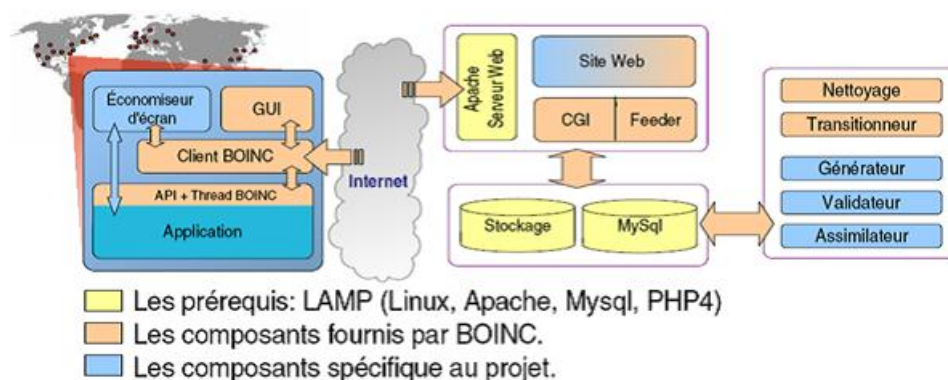 Économiseur
d'écran
GUI
Client BOINC
API + Thread BOINC
Application
Internet
Apache
Serveur Web
Site Web
CGI
Feeder
Stockage
MySql
Nettoyage
Transitionneur
Générateur
Validateur
Assimilateur
Les prérequis: LAMP (Linux, Apache, Mysql, PHP4)
Les composants fournis par BOINC.
Les composants spécifique au projet.